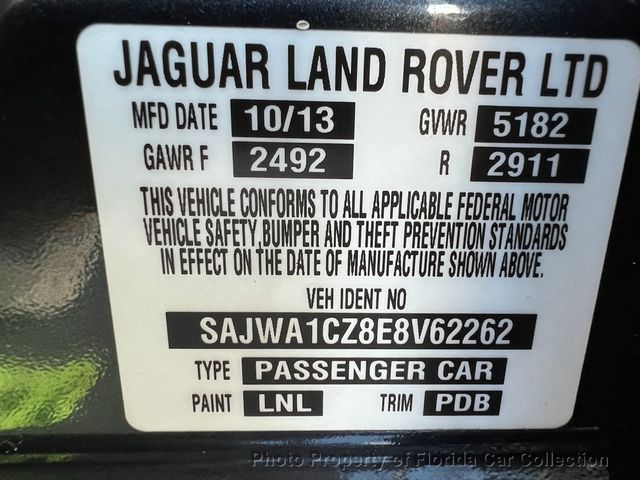 JAGUAR LAND ROVER LTD
MFD DATE 10/13 GVWR 5182
GAWR F 2492 R 2911
THIS VEHICLE CONFORMS TO ALL APPLICABLE FEDERAL MOTOR
VEHICLE SAFETY,BUMPER AND THEFT PREVENTION STANDARDS
IN EFFECT ON THE DATE OF MANUFACTURE SHOWN ABOVE.
VEH IDENT NO
SAJWA1CZ8E8V62262
TYPE PASSENGER CAR
PAINT LNL TRIM PDB
Photo Property of Florida Car Collection